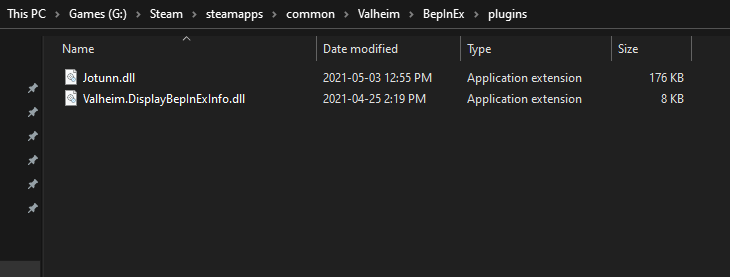 This PC > Games (G:) > Steam > steamapps > common > Valheim > BepInEx > plugins
Name Date modified Type Size
Jotunn.dll 2021-05-03 12:55 PM Application extension 176 KB
Valheim.DisplayBepInExInfo.dll 2021-04-25 2:19 PM Application extension 8 KB